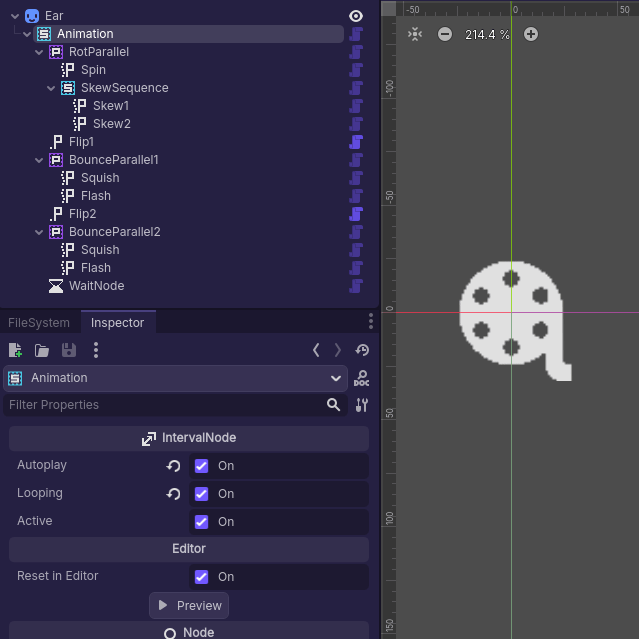 Ear
Animation
RotParallel
Spin
SkewSequence
Skew1
Skew2
Flip1
BounceParallel1
Squish
Flash
Flip2
BounceParallel2
Squish
Flash
WaitNode
FileSystem Inspector
Animation
DOC
Filter Properties
IntervalNode
Autoplay On
Looping On
Active On
Editor
Reset in Editor On
Preview
Node
-50 0 50
214.4 %
-100
-50
0
50
100
150